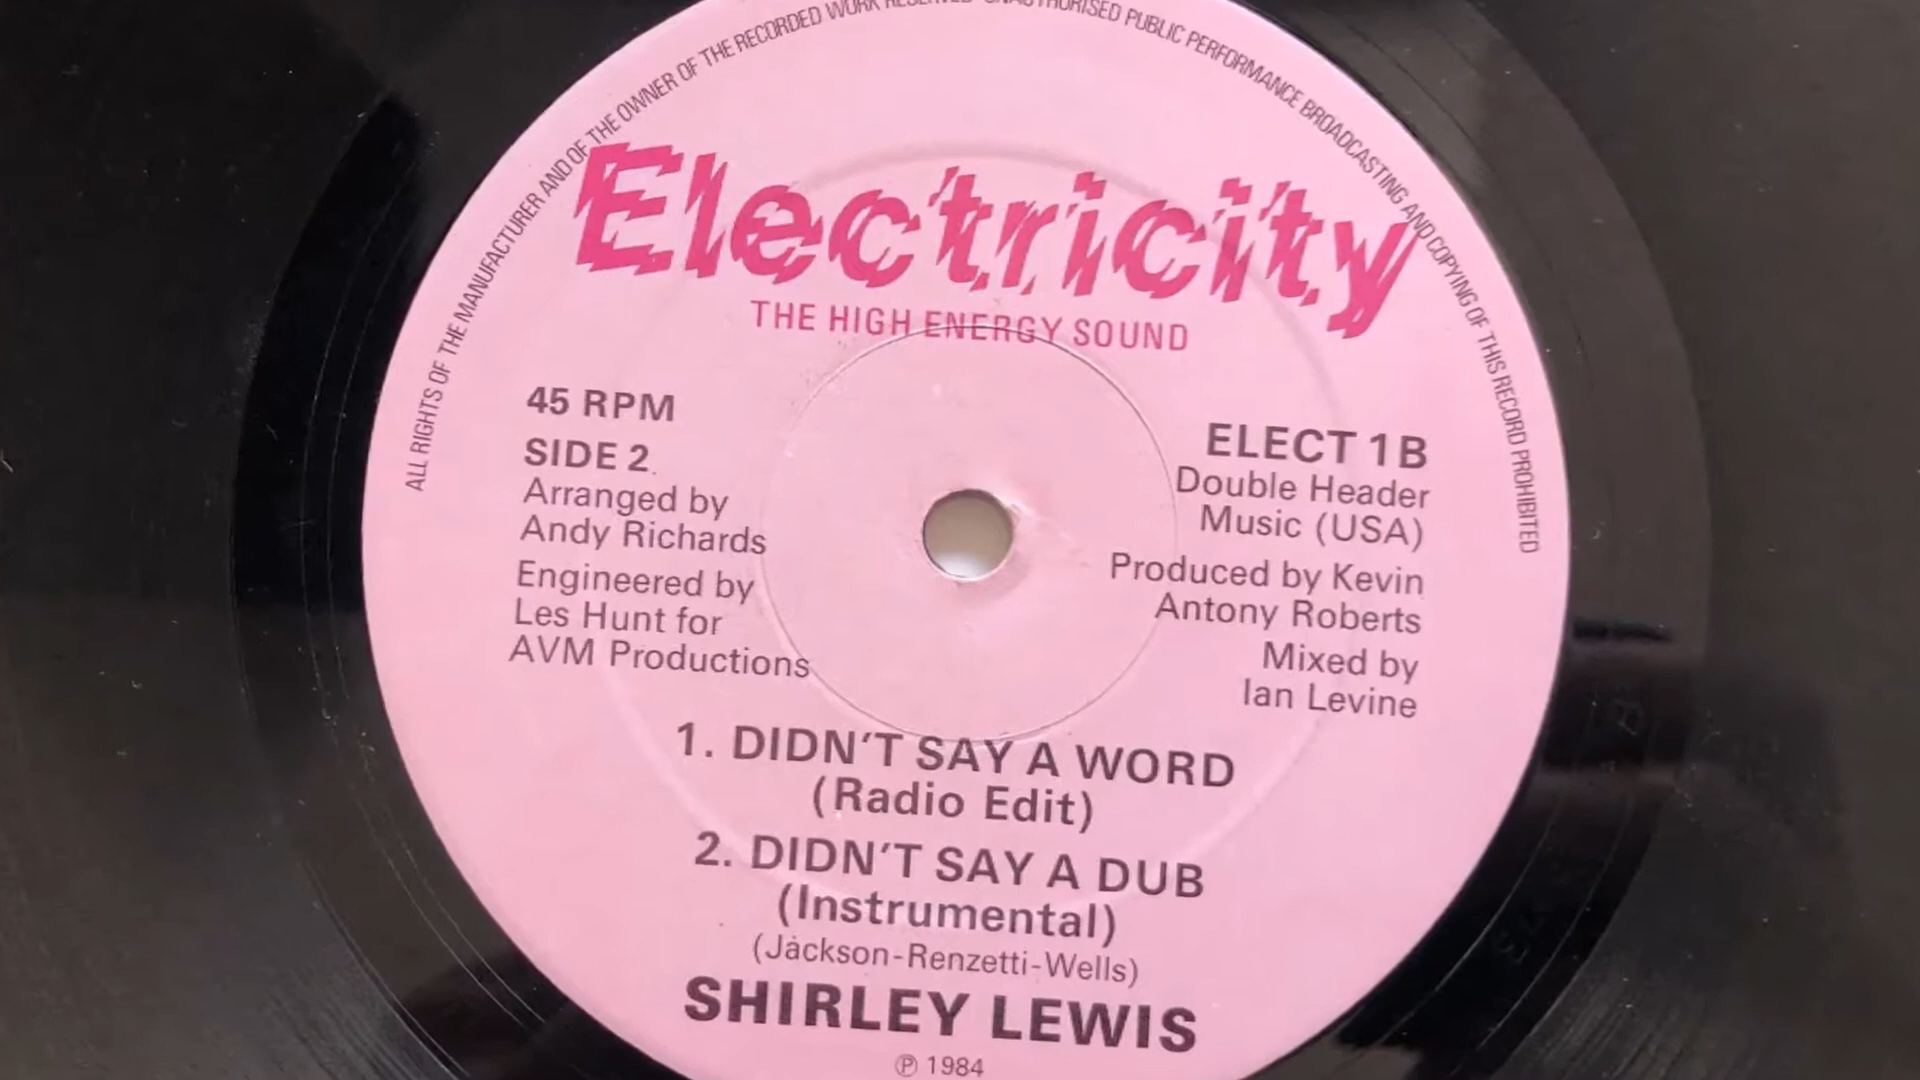 ALL RIGHTS OF THE MANUFACTURER AND OF THE OWNER OF THE RECORDED WORK RESERVED UNAUTHORISED PUBLIC PERFORMANCE BROADCASTING AND COPYING OF THIS RECORD PROHIBITED
Electricity
THE HIGH ENERGY SOUND
45 RPM
SIDE 2.
Arranged by
Andy Richards
Engineered by
Les Hunt for
AVM Productions
ELECT 1B
Double Header
Music (USA)
Produced by Kevin
Antony Roberts
Mixed by
Ian Levine
1. DIDN'T SAY A WORD
(Radio Edit)
2. DIDN'T SAY A DUB
(Instrumental)
(Jackson-Renzetti-Wells)
SHIRLEY LEWIS
℗ 1984